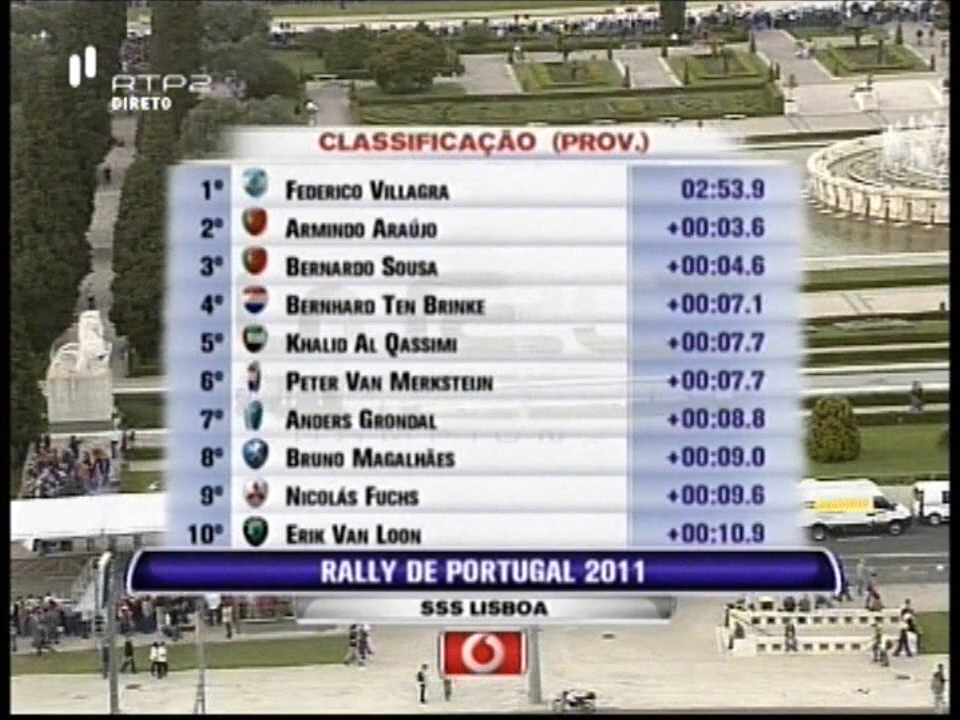 RTP2
DIRETO
CLASSIFICAÇÃO (PROV.)
1º FEDERICO VILLAGRA 02:53.9
2º ARMINDO ARAÚJO +00:03.6
3º BERNARDO SOUSA +00:04.6
4º BERNHARD TEN BRINKE +00:07.1
5º KHALID AL QASSIMI +00:07.7
6º PETER VAN MERKSTEIJN +00:07.7
7º ANDERS GRONDAL +00:08.8
8º BRUNO MAGALHÃES +00:09.0
9º NICOLÁS FUCHS +00:09.6
10º ERIK VAN LOON +00:10.9
RALLY DE PORTUGAL 2011
SSS LISBOA